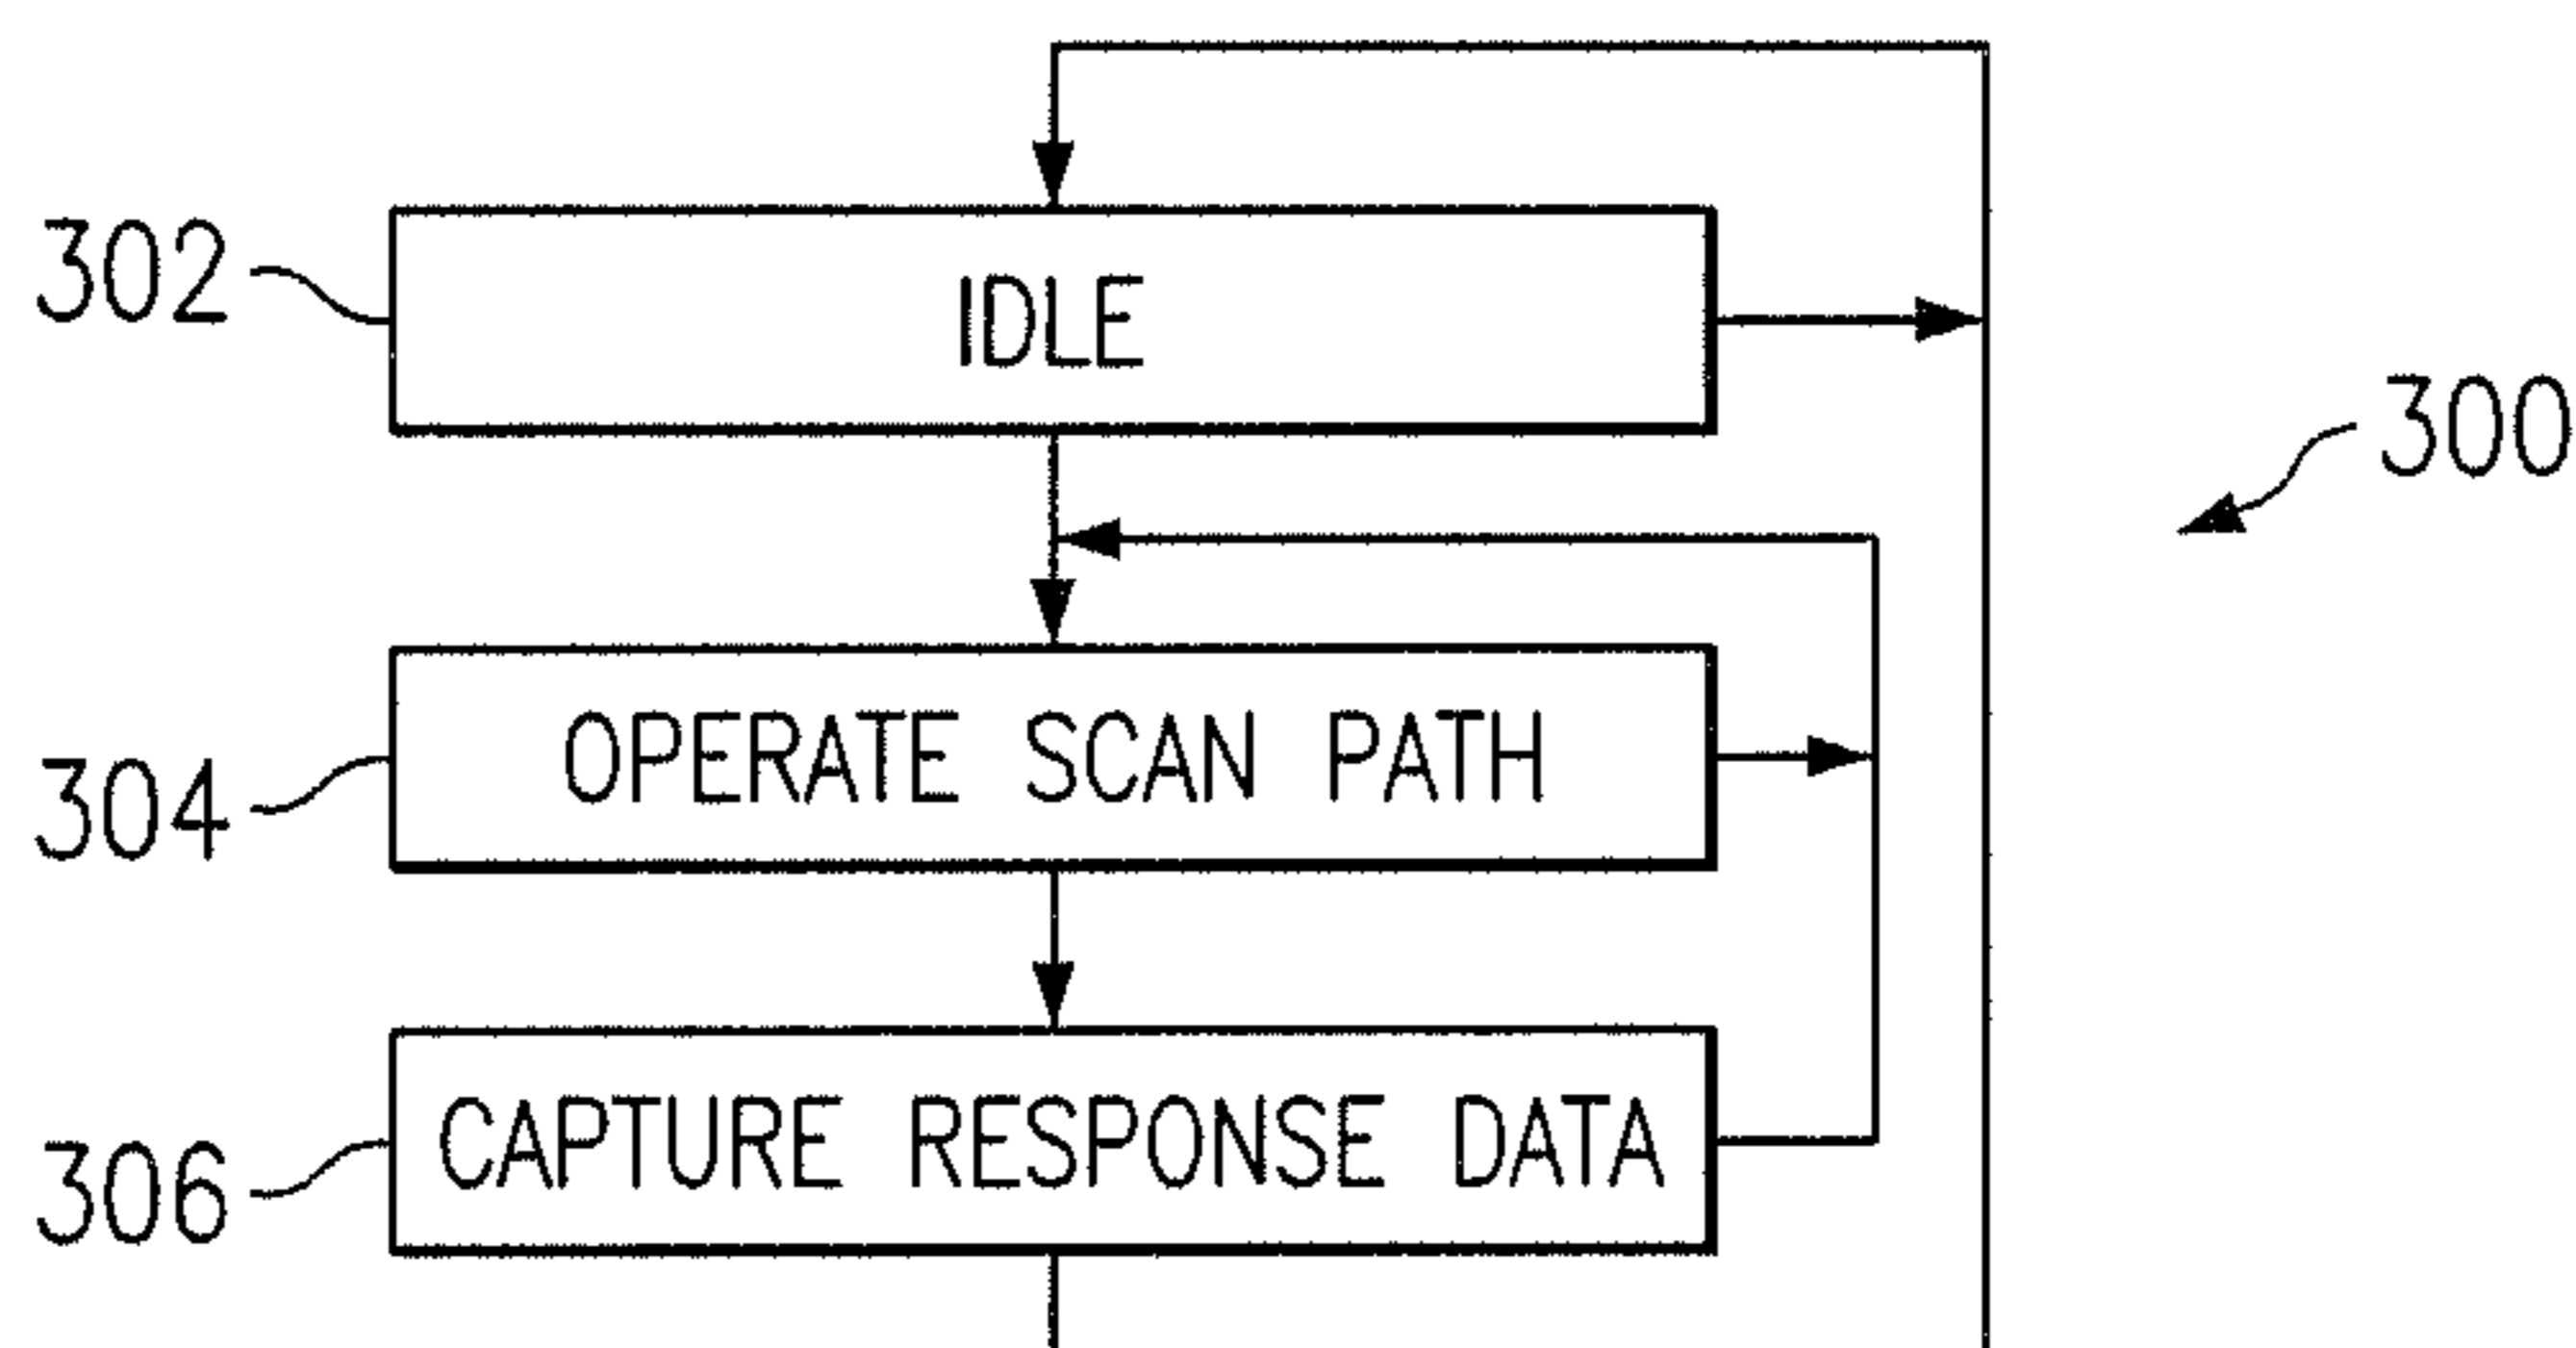 302
IDLE
300
304
OPERATE SCAN PATH
306
CAPTURE RESPONSE DATA